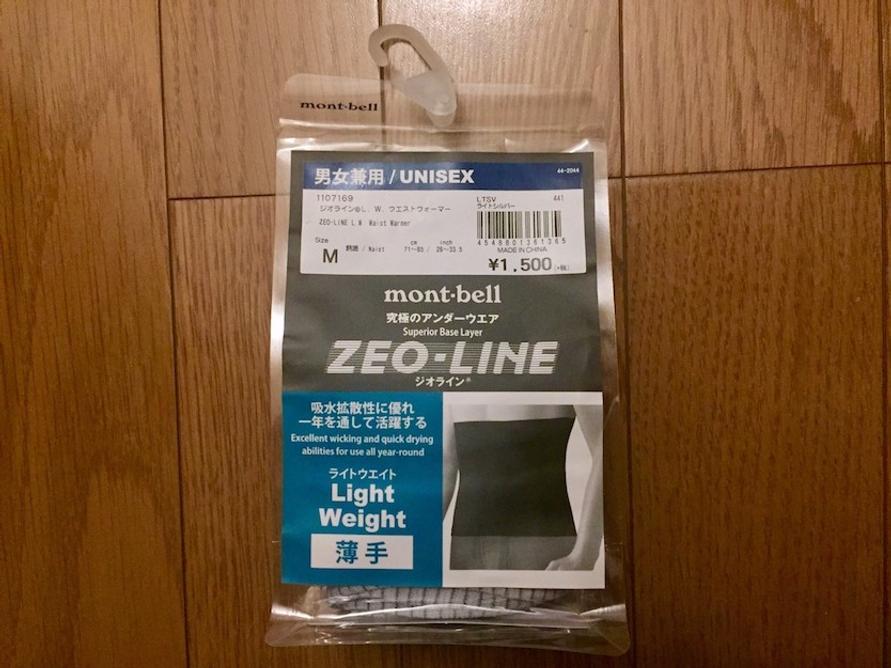 mont-bell
男女兼用 / UNISEX
44-2044
1107169
ジオライン®L. W. ウエストウォーマー
ZEO-LINE L.W. Waist Warmer
LTSV 441
ライトシルバー
4548801361365
MADE IN CHINA
Size
M
胴囲 / Waist
cm
71~85 /
inch
28~33.5
¥1,500(+税)
mont-bell
究極のアンダーウエア
Superior Base Layer
ZEO-LINE
ジオライン®
吸水拡散性に優れ
一年を通して活躍する
Excellent wicking and quick drying
abilities for use all year-round
ライトウエイト
Light
Weight
薄手